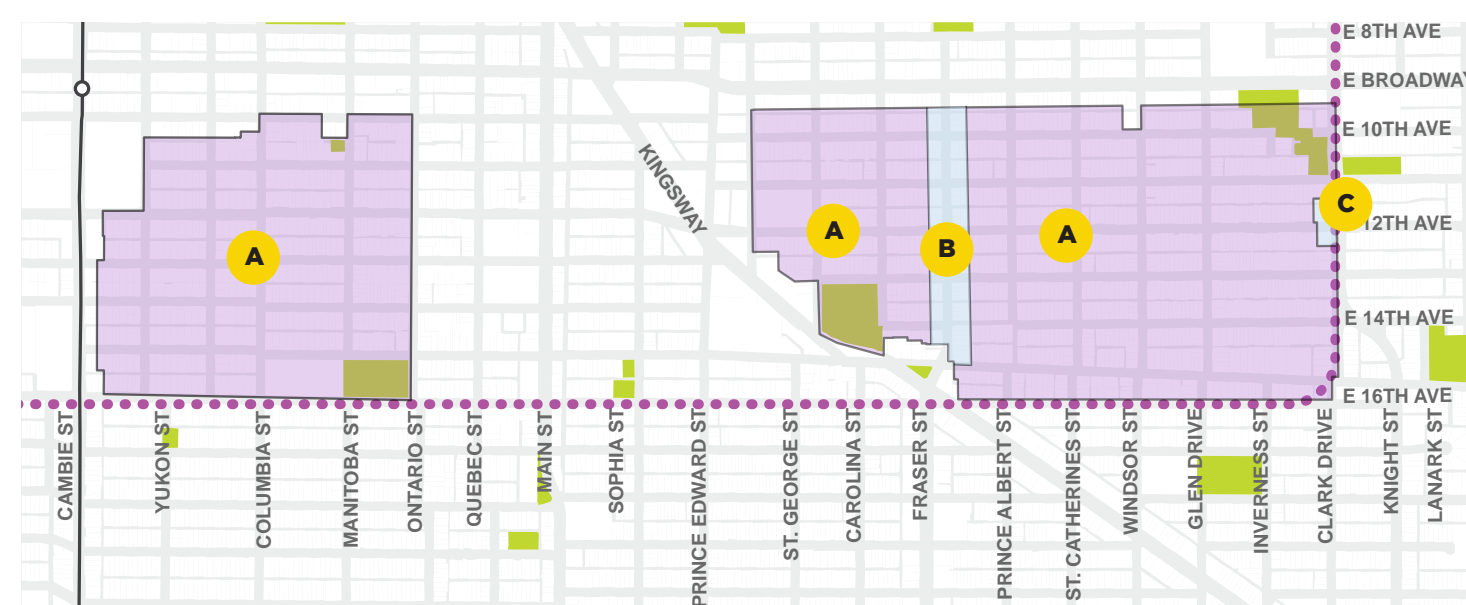 E 8TH AVE
E BROADWAY
E 10TH AVE
KINGSWAY
C
12TH AVE
A
A
B
A
E 14TH AVE
E 16TH AVE
CAMBIE ST
YUKON ST
COLUMBIA ST
MANITOBA ST
ONTARIO ST
QUEBEC ST
MAIN ST
SOPHIA ST
PRINCE EDWARD ST
ST. GEORGE ST
CAROLINA ST
FRASER ST
PRINCE ALBERT ST
ST. CATHERINES ST
WINDSOR ST
GLEN DRIVE
INVERNESS ST
CLARK DRIVE
KNIGHT ST
LANARK ST